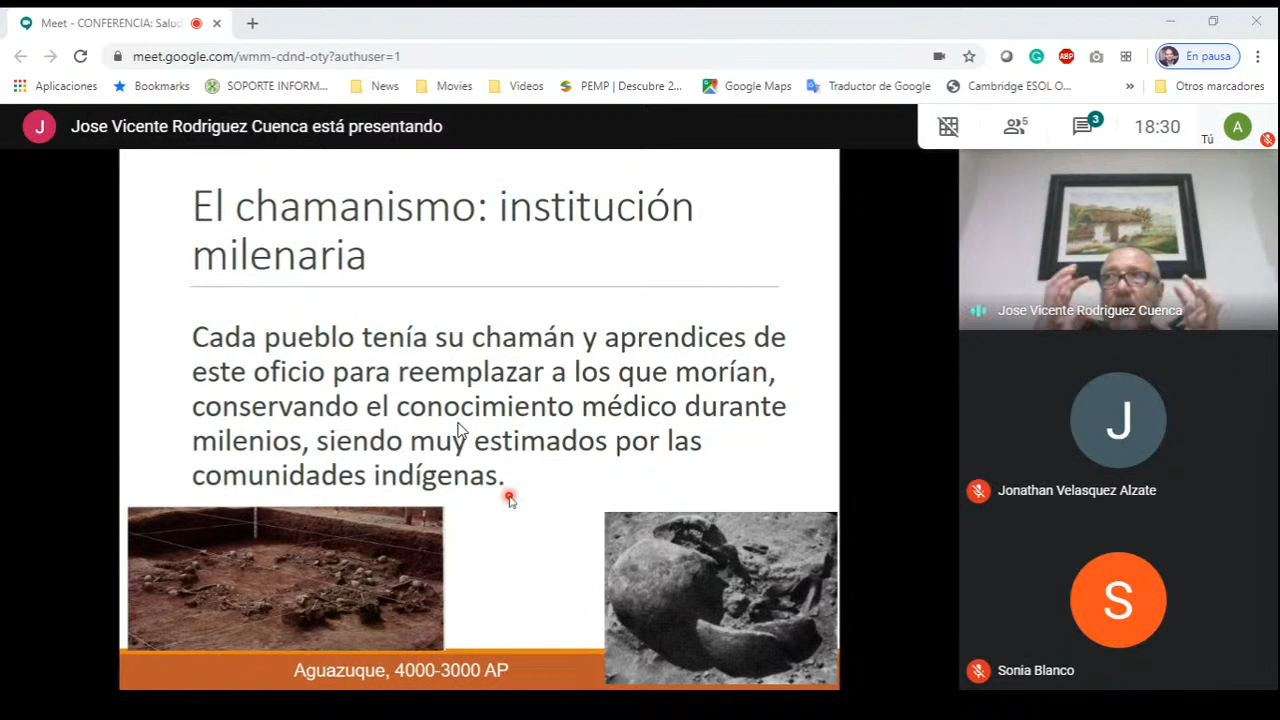 Meet - CONFERENCIA: Salud
meet.google.com/wmm-cdnd-oty?authuser=1
ABP
En pausa
Aplicaciones
Bookmarks
SOPORTE INFORM...
News
Movies
Videos
PEMP | Descubre 2...
Google Maps
Traductor de Google
Cambridge ESOL O...
»
Otros marcadores
J
Jose Vicente Rodriguez Cuenca está presentando
5
3
18:30
Tú
A
El chamanismo: institución
milenaria
Cada pueblo tenía su chamán y aprendices de
este oficio para reemplazar a los que morían,
conservando el conocimiento médico durante
milenios, siendo muy estimados por las
comunidades indígenas.
Aguazuque, 4000-3000 AP
Jose Vicente Rodriguez Cuenca
J
Jonathan Velasquez Alzate
S
Sonia Blanco